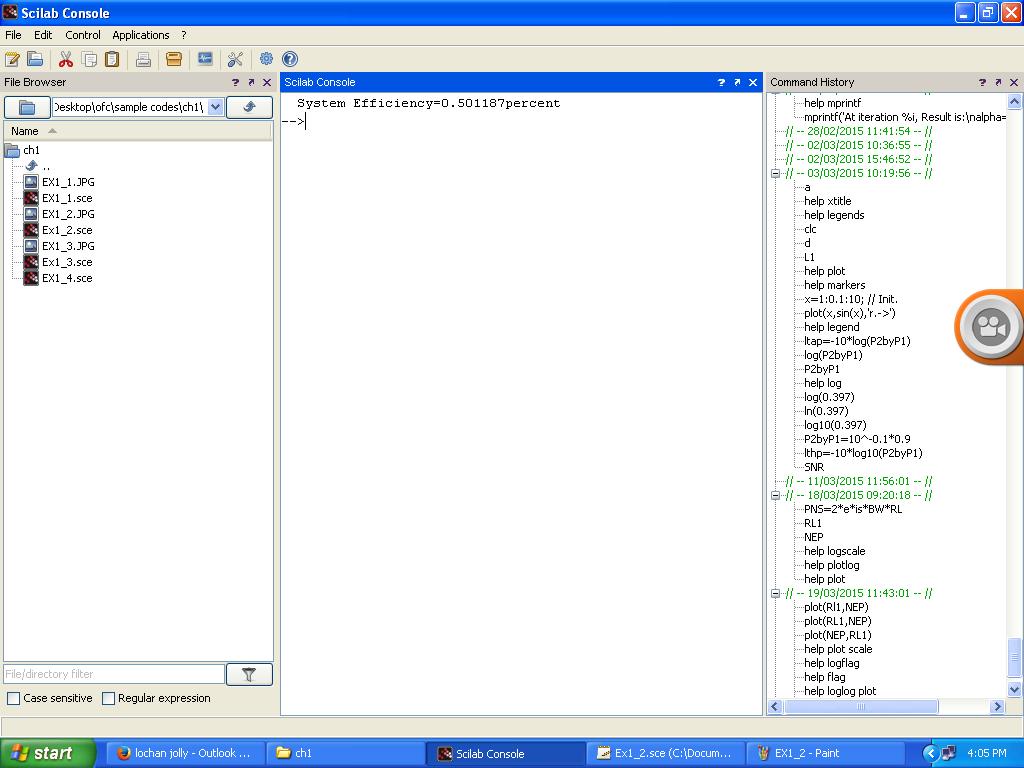 Scilab Console
File Edit Control Applications ?
File Browser ?
Desktop\ofc\sample codes\ch1\
Name
ch1
..
EX1_1.JPG
EX1_1.sce
EX1_2.JPG
Ex1_2.sce
EX1_3.JPG
Ex1_3.sce
EX1_4.sce
File/directory filter
Case sensitive Regular expression
Scilab Console ?
System Efficiency=0.501187percent
-->
Command History ?
help mprintf
mprintf('At iteration %i, Result is:\nalpha=
// -- 28/02/2015 11:41:54 -- //
// -- 02/03/2015 10:36:55 -- //
// -- 02/03/2015 15:46:52 -- //
// -- 03/03/2015 10:19:56 -- //
a
help xtitle
help legends
clc
d
L1
help plot
help markers
x=1:0.1:10; // Init.
plot(x,sin(x),'r.->')
help legend
ltap=-10*log(P2byP1)
log(P2byP1)
P2byP1
help log
log(0.397)
ln(0.397)
log10(0.397)
P2byP1=10^-0.1*0.9
lthp=-10*log10(P2byP1)
SNR
// -- 11/03/2015 11:56:01 -- //
// -- 18/03/2015 09:20:18 -- //
PNS=2*e*is*BW*RL
RL1
NEP
help logscale
help plotlog
help plot
// -- 19/03/2015 11:43:01 -- //
plot(Rl1,NEP)
plot(RL1,NEP)
plot(NEP,RL1)
help plot scale
help logflag
help flag
help loglog plot
start
lochan jolly - Outlook ...
ch1
Scilab Console
Ex1_2.sce (C:\Docum...
EX1_2 - Paint
4:05 PM